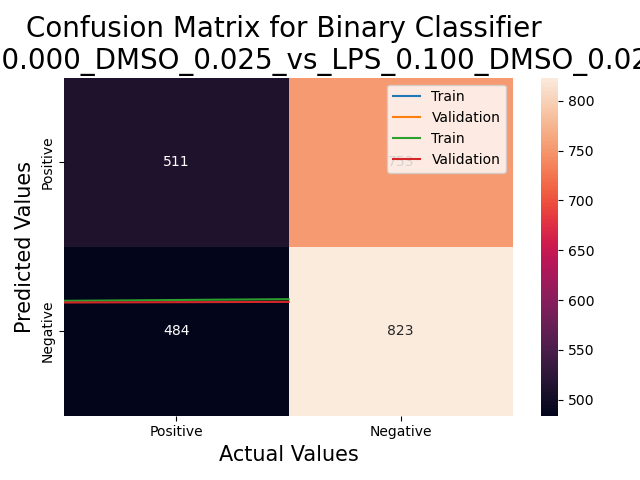 Confusion Matrix for Binary Classifier
0.000_DMSO_0.025_vs_LPS_0.100_DMSO_0.02
Train
Validation
Train
Validation
Positive
511
Negative
484
823
Predicted Values
Positive
Negative
Actual Values
800
750
700
650
600
550
500